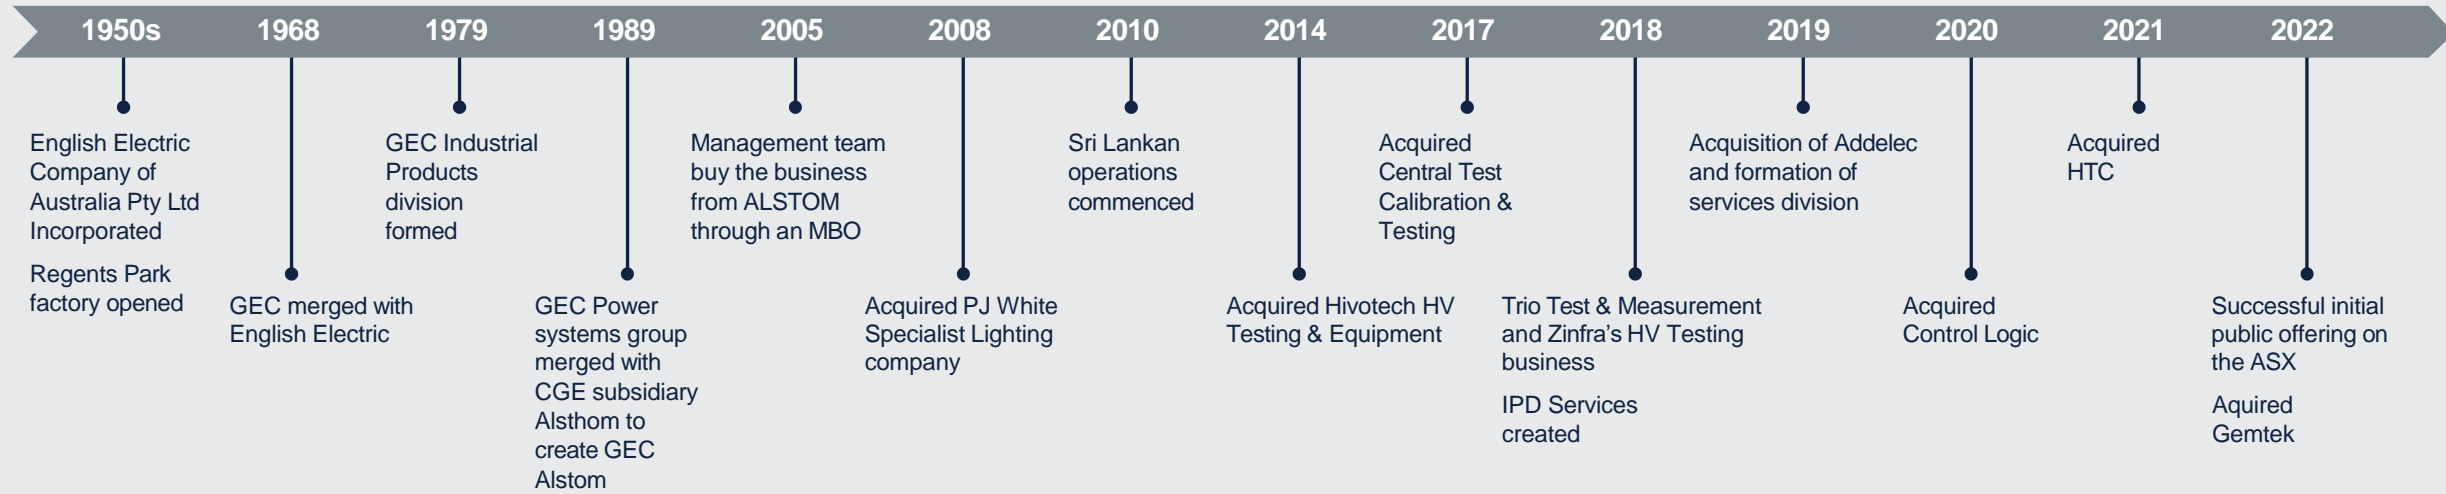 1950s 1968 1979 1989 2005 2008 2010 2014 2017 2018 2019 2020 2021 2022
English Electric
Company of
Australia Pty Ltd
Incorporated
Regents Park
factory opened
GEC merged with
English Electric
GEC Industrial
Products
division
formed
GEC Power
systems group
merged with
CGE subsidiary
Alsthom to
create GEC
Alstom
Management team
buy the business
from ALSTOM
through an MBO
Acquired PJ White
Specialist Lighting
company
Sri Lankan
operations
commenced
Acquired Hivotech HV
Testing & Equipment
Acquired
Central Test
Calibration &
Testing
Trio Test & Measurement
and Zinfra’s HV Testing
business
IPD Services
created
Acquisition of Addelec
and formation of
services division
Acquired
Control Logic
Acquired
HTC
Successful initial
public offering on
the ASX
Aquired
Gemtek